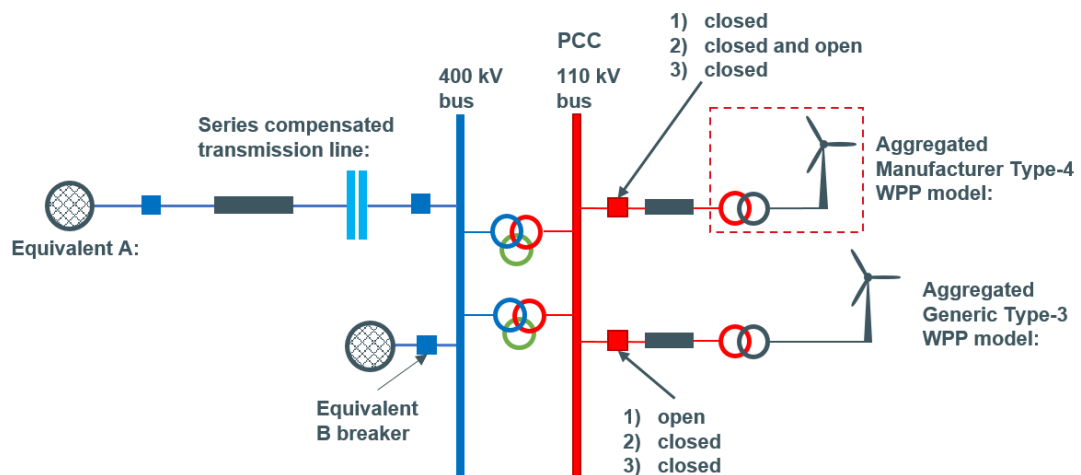 1) closed
2) closed and open
3) closed
PCC
400 kV
bus
110 kV
bus
Series compensated
transmission line:
Aggregated
Manufacturer Type-4
WPP model:
Equivalent A:
Aggregated
Generic Type-3
WPP model:
Equivalent
B breaker
1) open
2) closed
3) closed